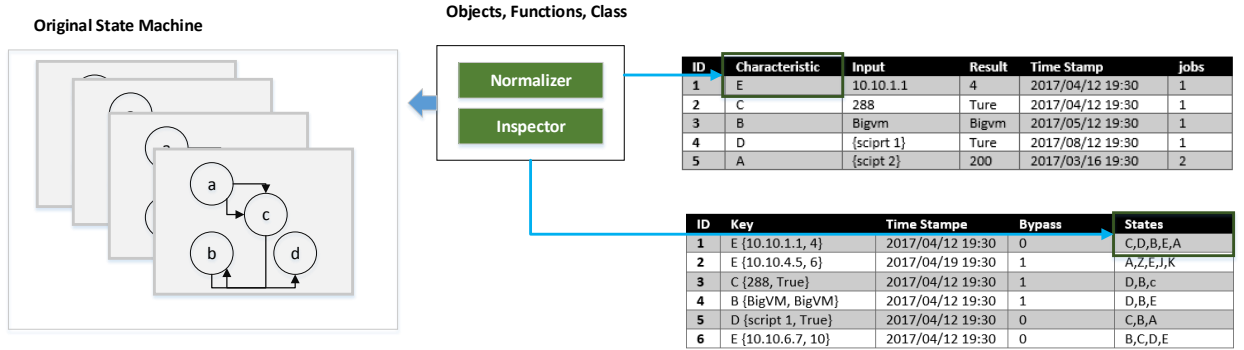 Objects, Functions, Class
Original State Machine
Normalizer
Inspector
a
c
b
d
ID Characteristic Input Result Time Stamp jobs
1 E 10.10.1.1 4 2017/04/12 19:30 1
2 C 288 Ture 2017/04/12 19:30 1
3 B Bigvm Bigvm 2017/05/12 19:30 1
4 D {sciprt 1} Ture 2017/08/12 19:30 1
5 A {scipt 2} 200 2017/03/16 19:30 2
ID Key Time Stampe Bypass States
1 E {10.10.1.1, 4} 2017/04/12 19:30 0 C,D,B,E,A
2 E {10.10.4.5, 6} 2017/04/19 19:30 1 A,Z,E,J,K
3 C {288, True} 2017/04/12 19:30 1 D,B,c
4 B {BigVM, BigVM} 2017/04/12 19:30 1 D,B,E
5 D {script 1, True} 2017/04/12 19:30 0 C,B,A
6 E {10.10.6.7, 10} 2017/04/12 19:30 0 B,C,D,E